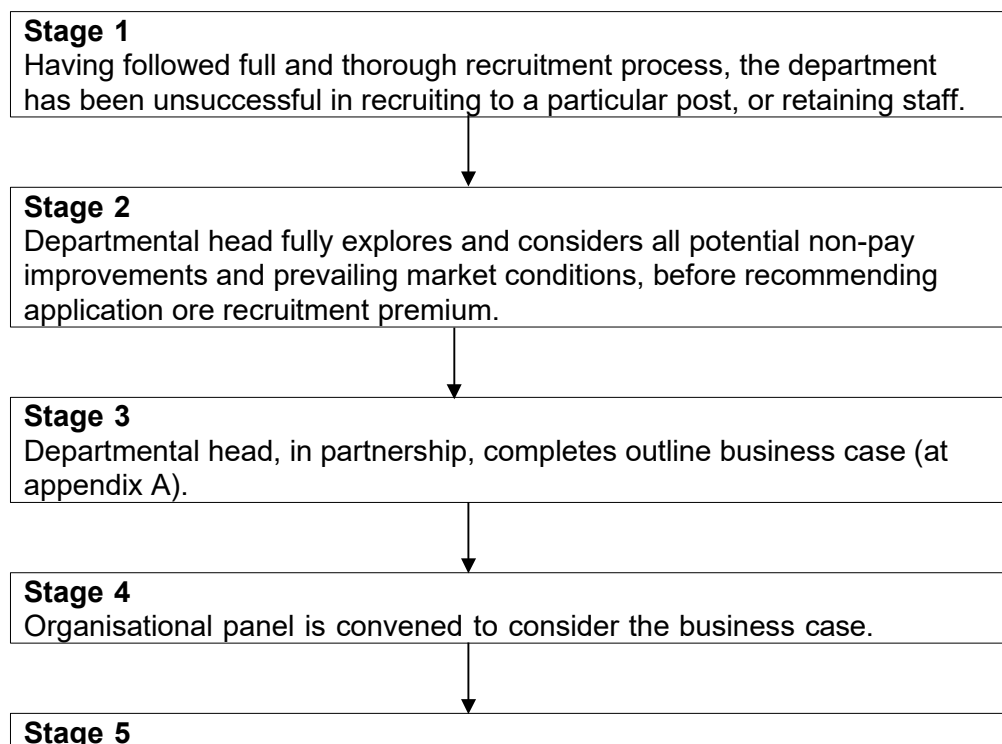 Stage 1
Having followed full and thorough recruitment process, the department
has been unsuccessful in recruiting to a particular post, or retaining staff.
Stage 2
Departmental head fully explores and considers all potential non-pay
improvements and prevailing market conditions, before recommending
application ore recruitment premium.
Stage 3
Departmental head, in partnership, completes outline business case (at
appendix A).
Stage 4
Organisational panel is convened to consider the business case.
Stage 5